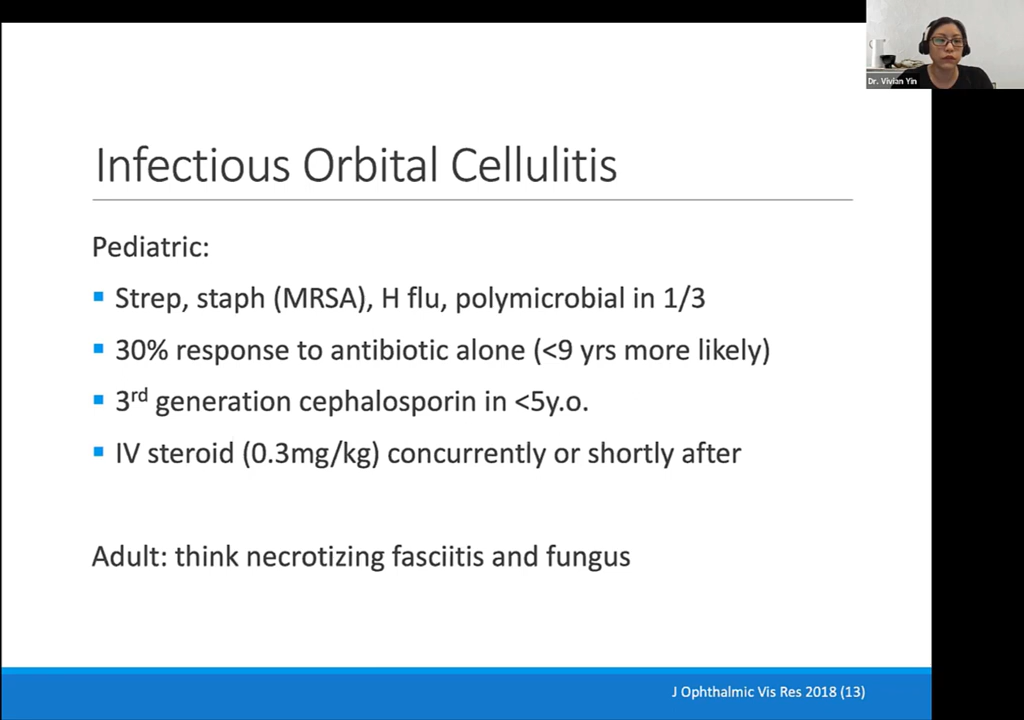 Dr. Vivian Yin
Infectious Orbital Cellulitis
Pediatric:
▪ Strep, staph (MRSA), H flu, polymicrobial in 1/3
▪ 30% response to antibiotic alone (<9 yrs more likely)
▪ 3rd generation cephalosporin in <5y.o.
▪ IV steroid (0.3mg/kg) concurrently or shortly after
Adult: think necrotizing fasciitis and fungus
J Ophthalmic Vis Res 2018 (13)